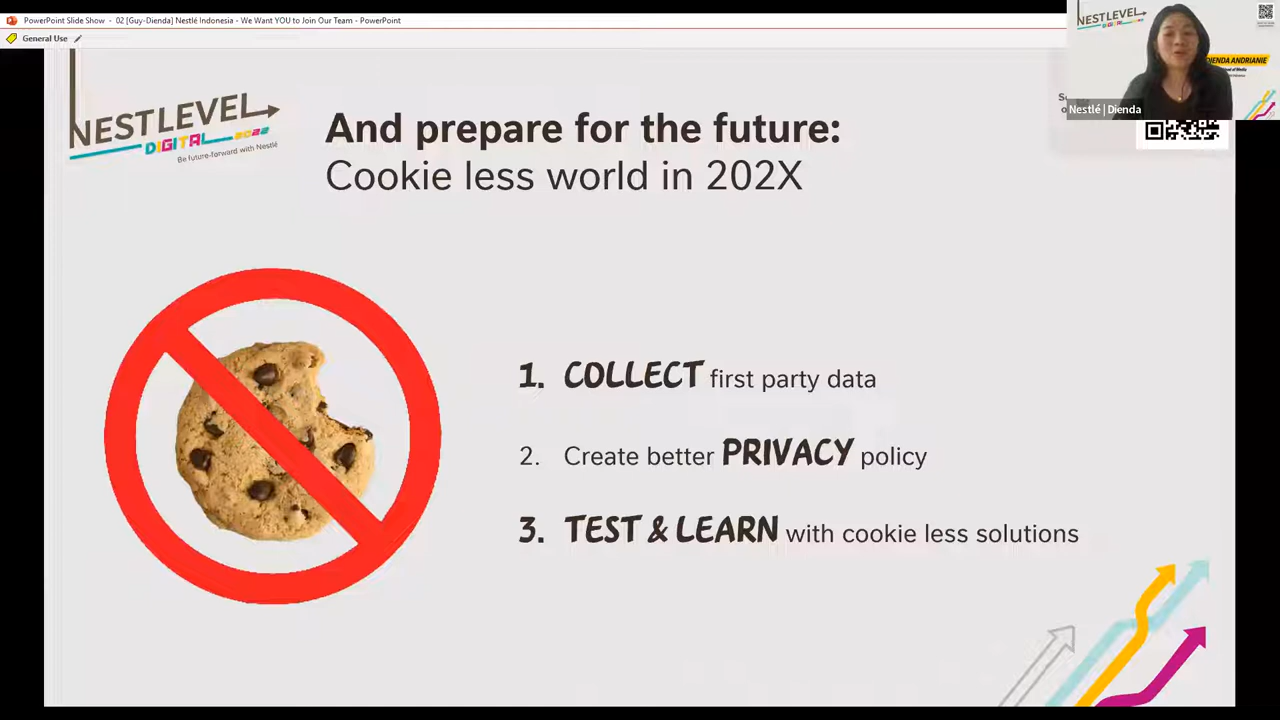 PowerPoint Slide Show - 02 [Guy-Dienda] Nestlé Indonesia - We Want YOU to Join Our Team - PowerPoint
General Use
NESTLEVEL
DIGITAL 2022
Be future-forward with Nestlé
And prepare for the future:
Cookie less world in 202X
1. COLLECT first party data
2. Create better PRIVACY policy
3. TEST & LEARN with cookie less solutions
NESTLEVEL
DIENDA ANDRIANIE
Nestlé | Dienda